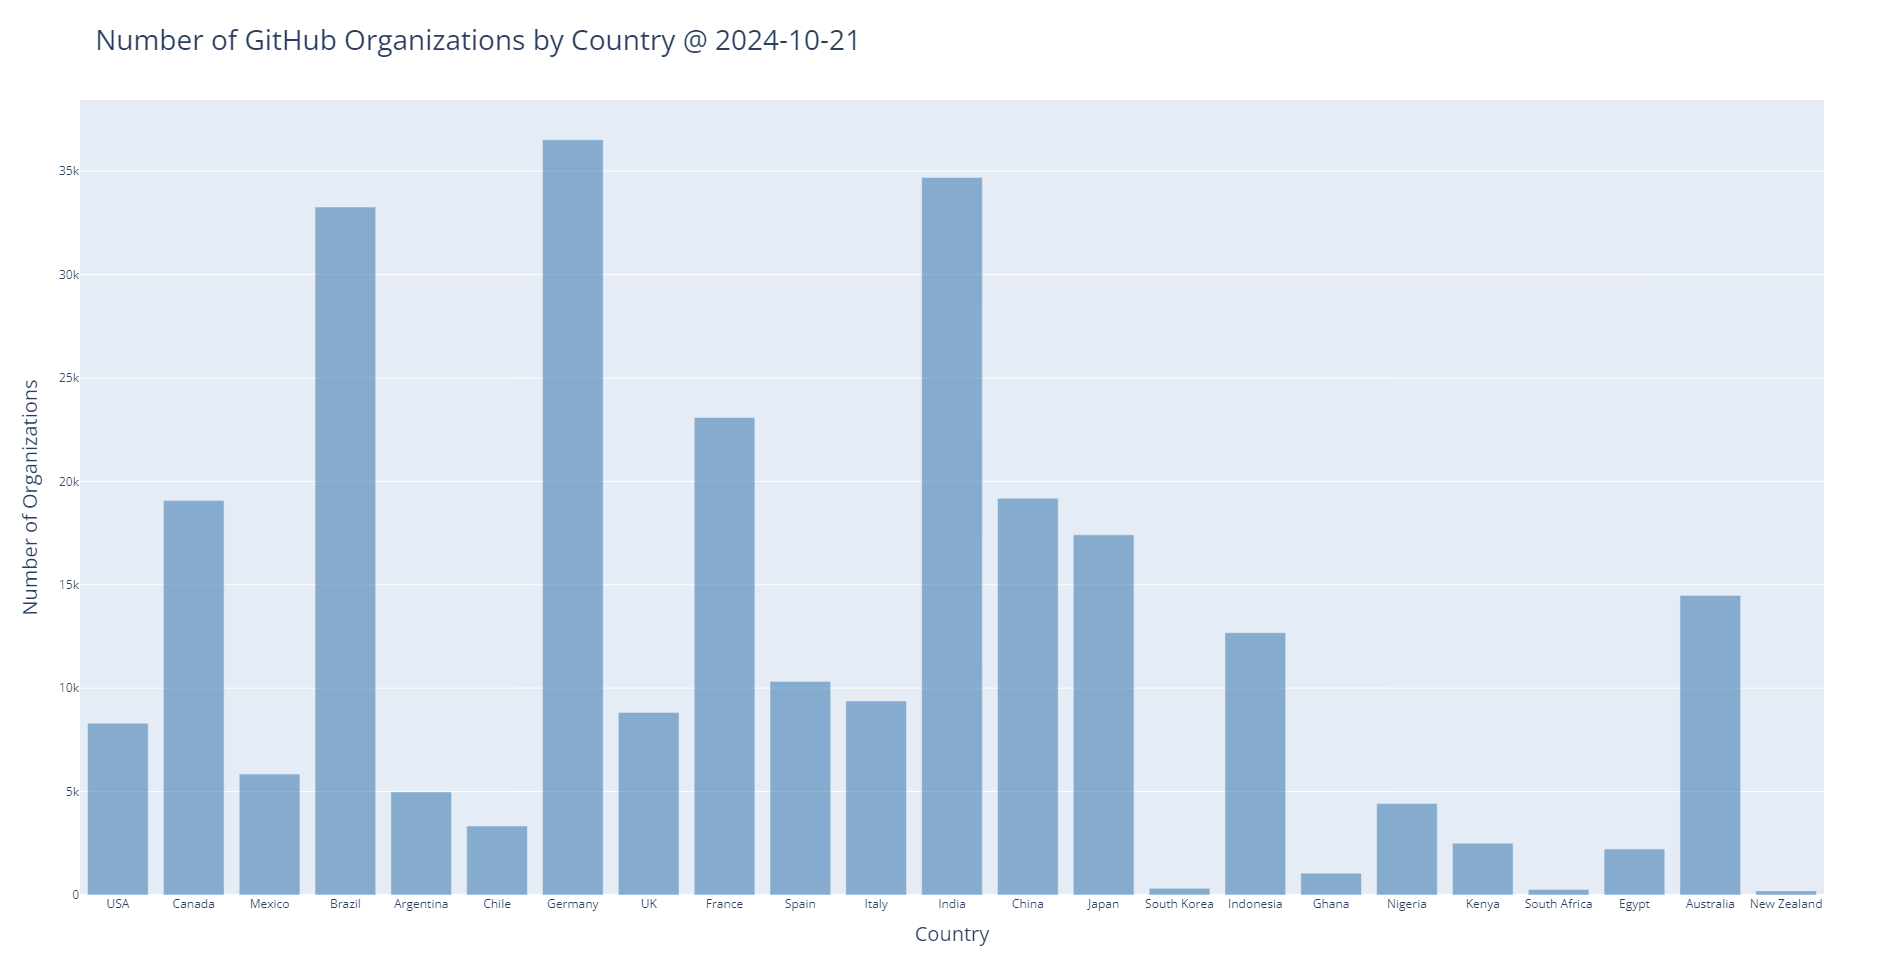 Number of GitHub Organizations by Country @ 2024-10-21
Number of Organizations
35k
30k
25k
20k
15k
10k
5k
0
USA Canada Mexico Brazil Argentina Chile Germany UK France Spain Italy India China Japan South Korea Indonesia Ghana Nigeria Kenya South Africa Egypt Australia New Zealand
Country